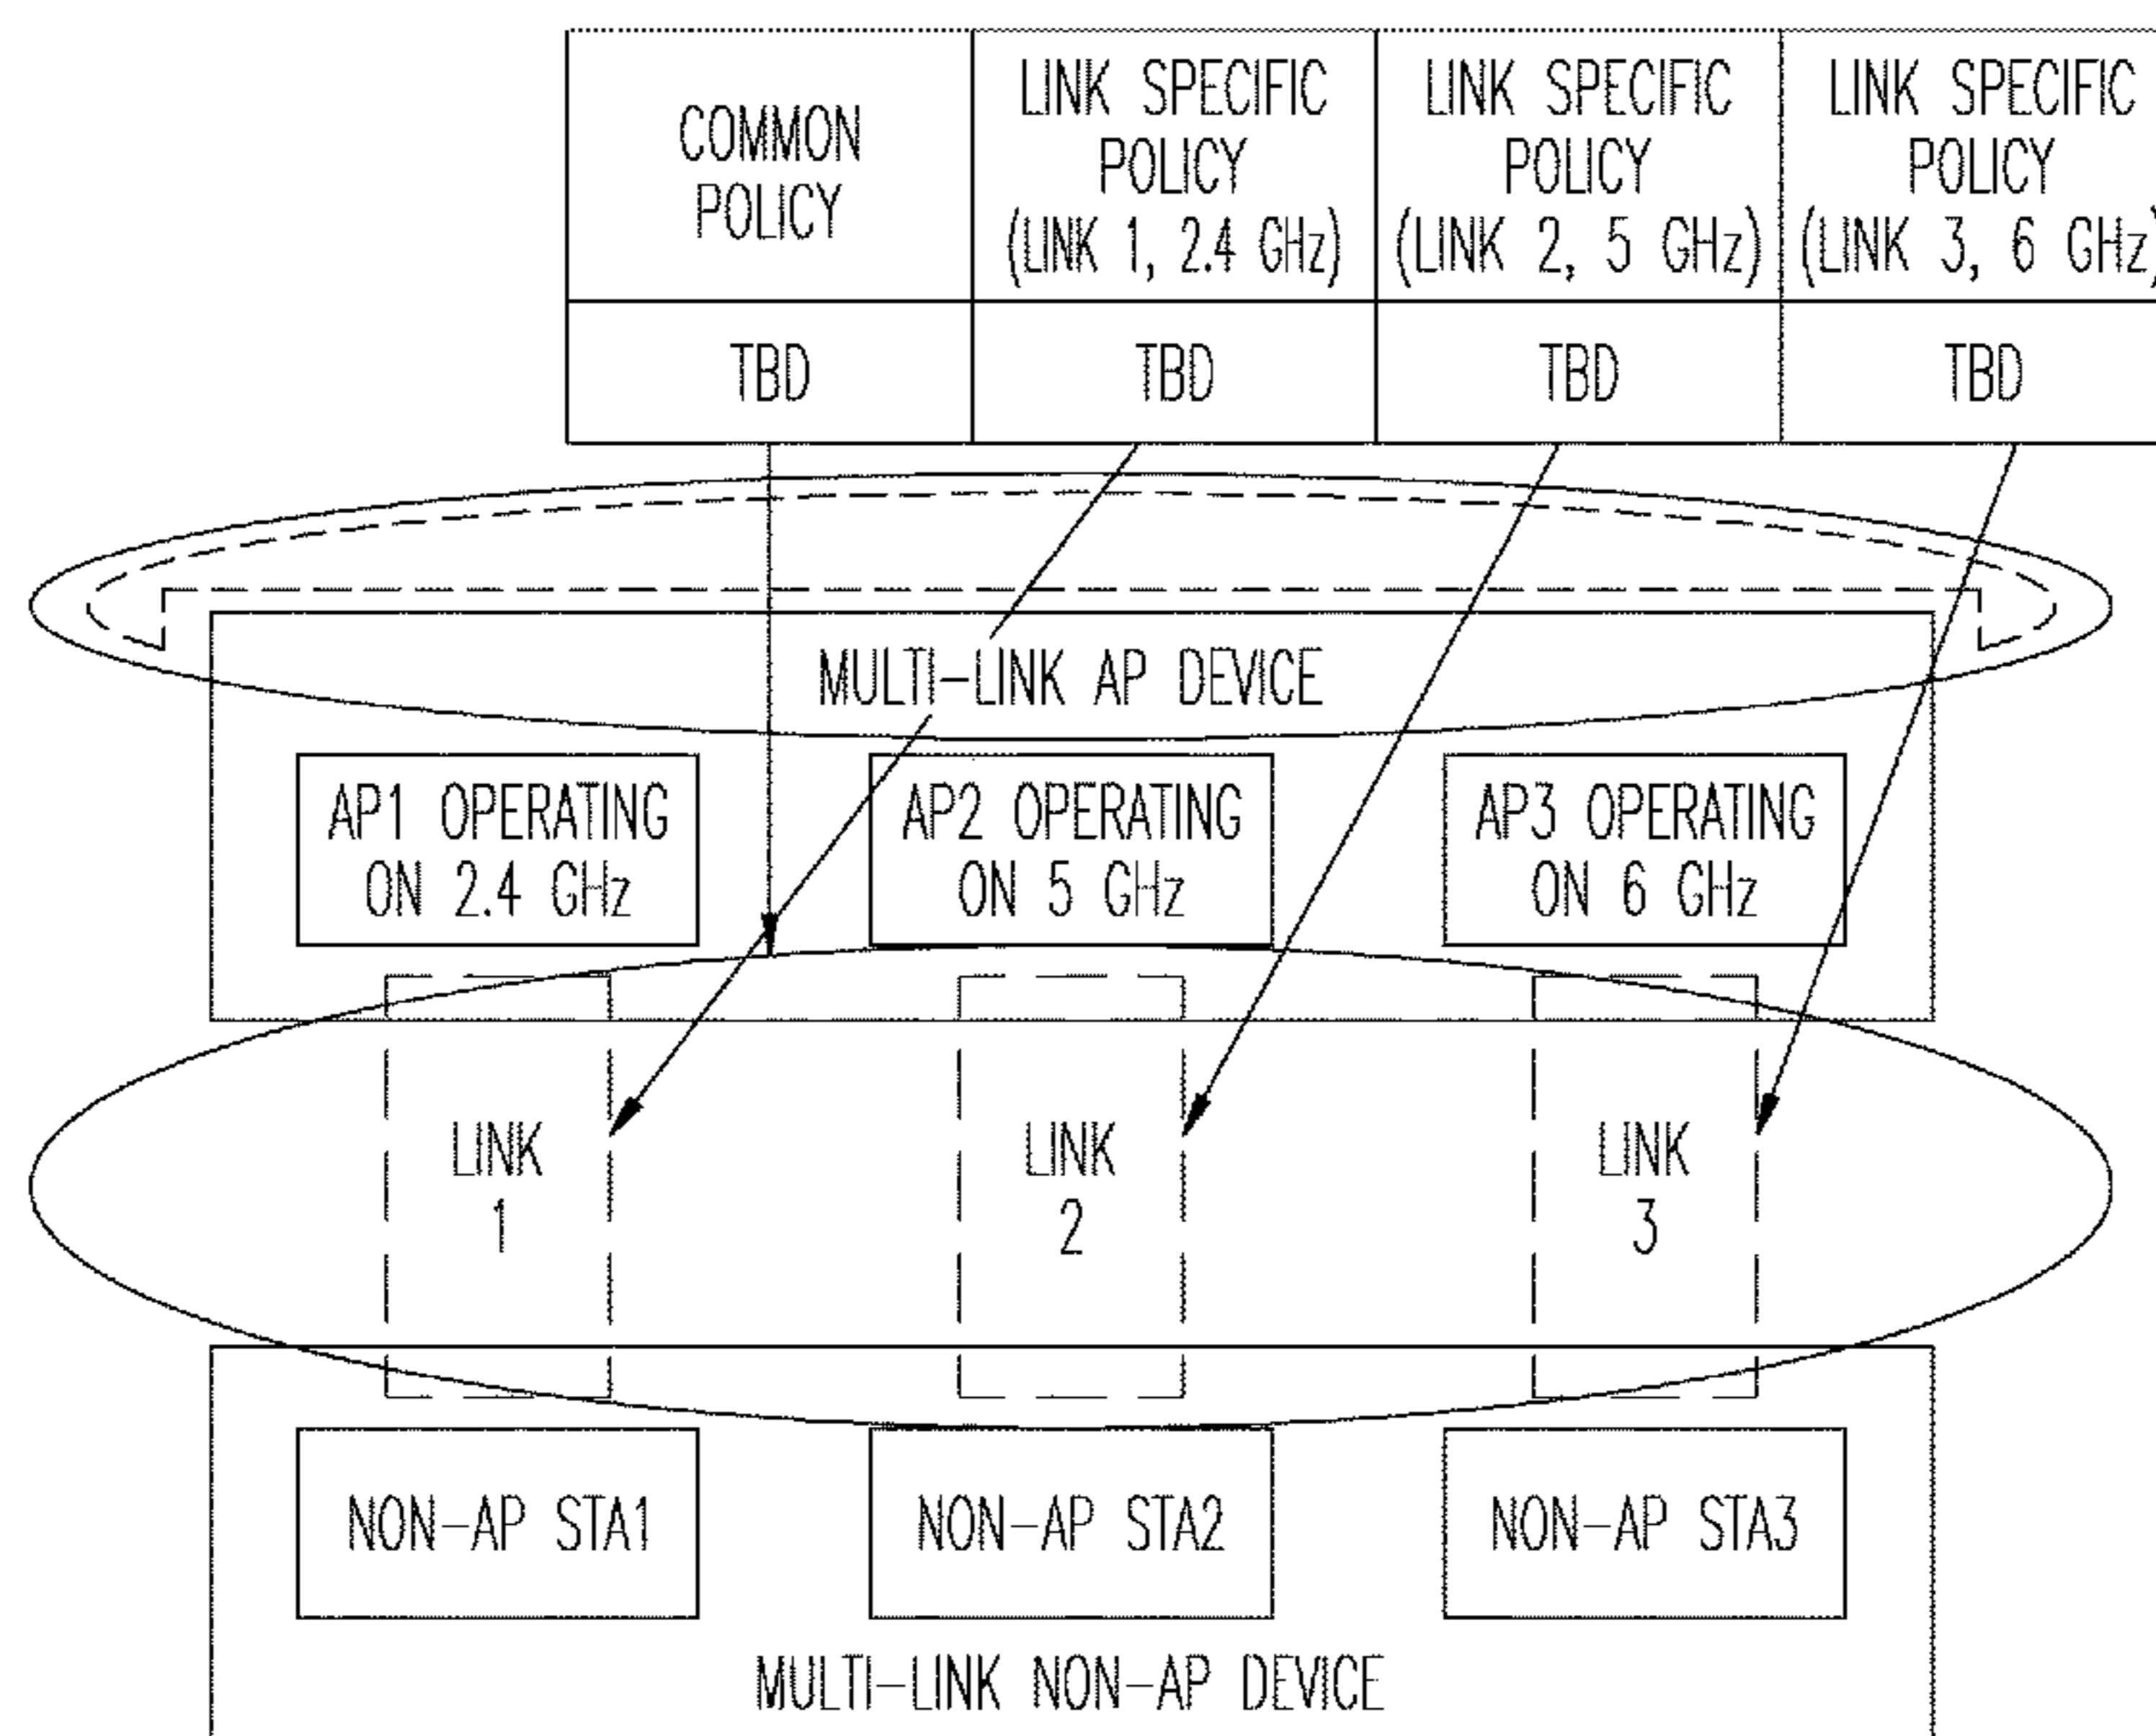 COMMON
POLICY
LINK SPECIFIC
POLICY
(LINK 1, 2.4 GHz)
LINK SPECIFIC
POLICY
(LINK 2, 5 GHz)
LINK SPECIFIC
POLICY
(LINK 3, 6 GHz)
TBD
TBD
TBD
TBD
MULTI-LINK AP DEVICE
AP1 OPERATING
ON 2.4 GHz
AP2 OPERATING
ON 5 GHz
AP3 OPERATING
ON 6 GHz
LINK
1
LINK
2
LINK
3
NON-AP STA1
NON-AP STA2
NON-AP STA3
MULTI-LINK NON-AP DEVICE